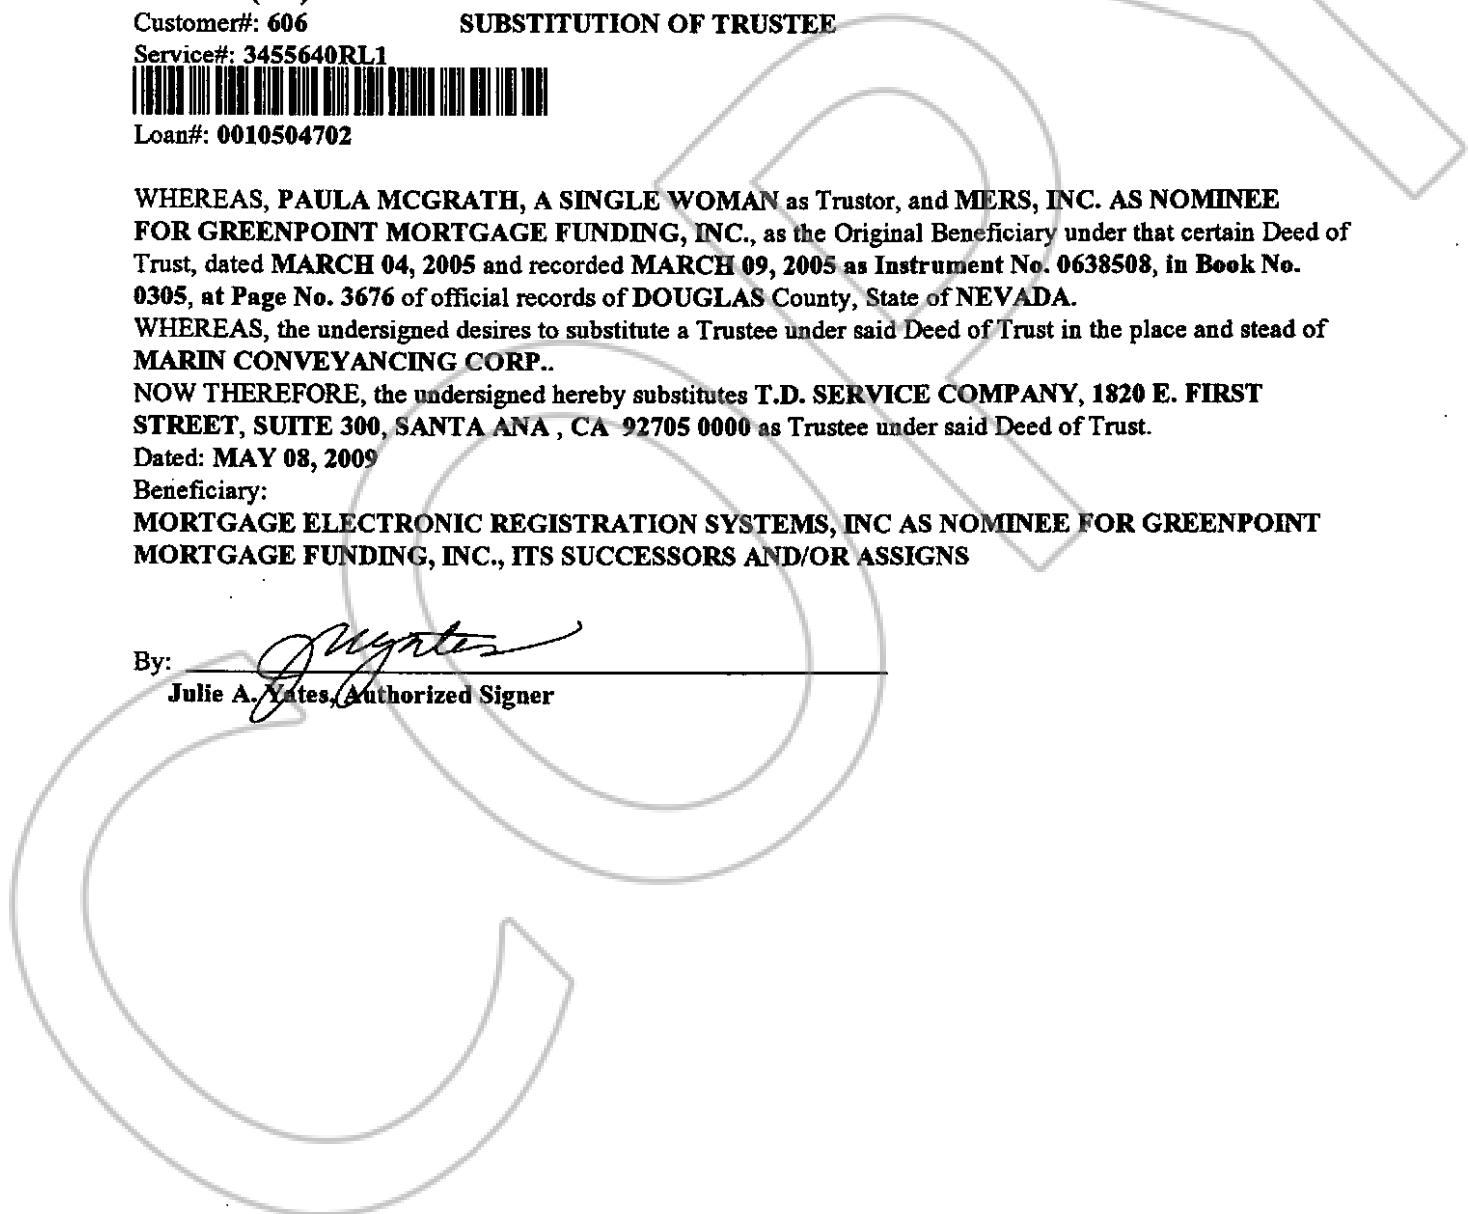 Customer#: 606 SUBSTITUTION OF TRUSTEE
Service#: 3455640RL1
Loan#: 0010504702
WHEREAS, PAULA MCGRATH, A SINGLE WOMAN as Trustor, and MERS, INC. AS NOMINEE
FOR GREENPOINT MORTGAGE FUNDING, INC., as the Original Beneficiary under that certain Deed of
Trust, dated MARCH 04, 2005 and recorded MARCH 09, 2005 as Instrument No. 0638508, in Book No.
0305, at Page No. 3676 of official records of DOUGLAS County, State of NEVADA.
WHEREAS, the undersigned desires to substitute a Trustee under said Deed of Trust in the place and stead of
MARIN CONVEYANCING CORP..
NOW THEREFORE, the undersigned hereby substitutes T.D. SERVICE COMPANY, 1820 E. FIRST
STREET, SUITE 300, SANTA ANA , CA 92705 0000 as Trustee under said Deed of Trust.
Dated: MAY 08, 2009
Beneficiary:
MORTGAGE ELECTRONIC REGISTRATION SYSTEMS, INC AS NOMINEE FOR GREENPOINT
MORTGAGE FUNDING, INC., ITS SUCCESSORS AND/OR ASSIGNS
By: JAYates
Julie A. Yates, Authorized Signer
COPY